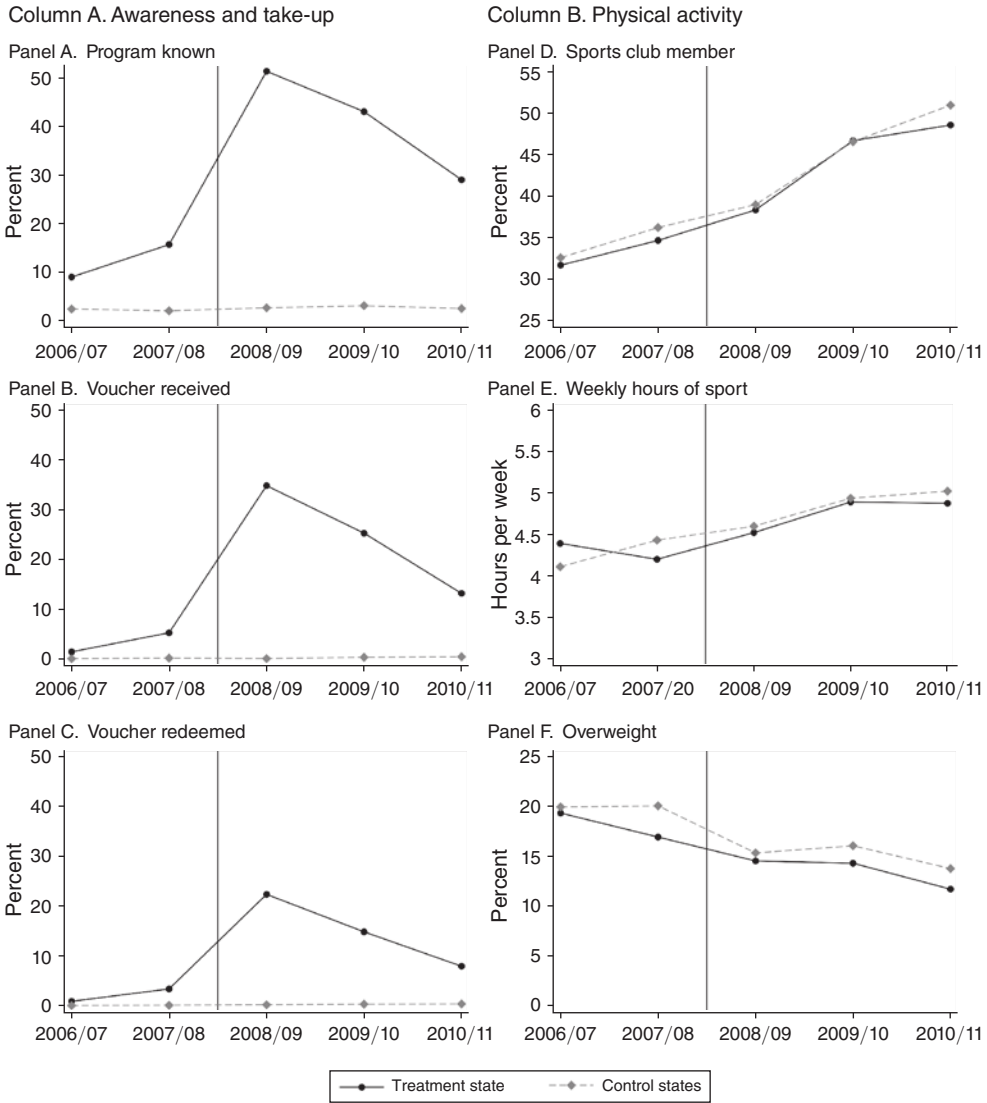 Column A. Awareness and take-up
Panel A. Program known
Percent
50
40
30
20
10
0
2006/07 2007/08 2008/09 2009/10 2010/11
Panel B. Voucher received
Percent
50
40
30
20
10
0
2006/07 2007/08 2008/09 2009/10 2010/11
Panel C. Voucher redeemed
Percent
50
40
30
20
10
0
2006/07 2007/08 2008/09 2009/10 2010/11
Column B. Physical activity
Panel D. Sports club member
Percent
55
50
45
40
35
30
25
2006/07 2007/08 2008/09 2009/10 2010/11
Panel E. Weekly hours of sport
Hours per week
6
5.5
5
4.5
4
3.5
3
2006/07 2007/20 2008/09 2009/10 2010/11
Panel F. Overweight
Percent
25
20
15
10
5
0
2006/07 2007/08 2008/09 2009/10 2010/11
Treatment state Control states